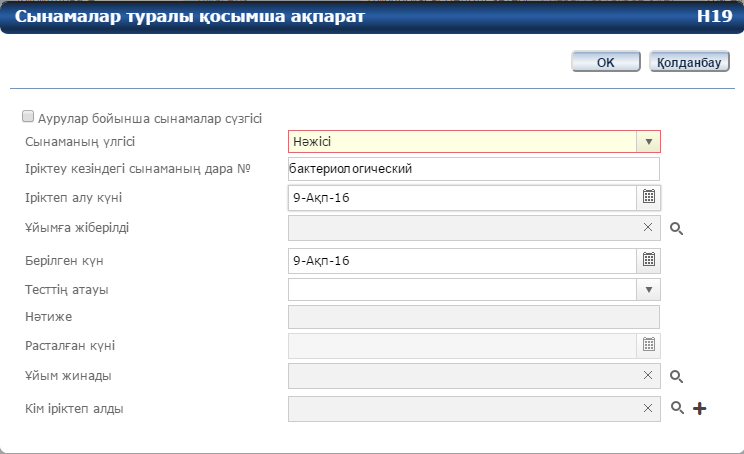 Сынамалар туралы қосымша ақпарат H19
OK Қолданбау
Аурулар бойынша сынамалар сүзгісі
Сынаманың үлгісі Нәжісі
Іріктеу кезіндегі сынаманың дара № бактериологический
Іріктеп алу күні 9-Ақп-16
Ұйымға жіберілді
Берілген күн 9-Ақп-16
Тесттің атауы
Нәтиже
Расталған күні
Ұйым жинады
Кім іріктеп алды